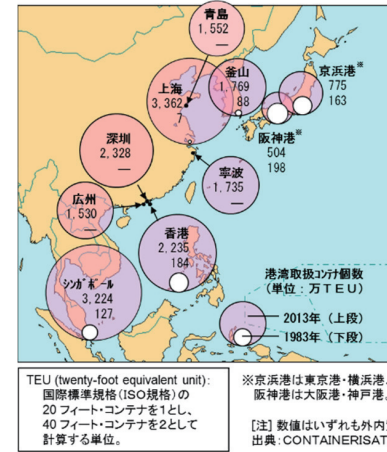 青島
1,552
—
上海
3,362
7
釜山
1,769
88
京浜港※
775
163
阪神港※
504
198
深圳
2,328
—
寧波
1,735
—
広州
1,530
—
香港
2,235
184
シンガポール
3,224
127
港湾取扱コンテナ個数
(単位：万TEU)
2013年 (上段)
1983年 (下段)
TEU (twenty-foot equivalent unit):
国際標準規格(ISO規格)の
20 フィート・コンテナを1とし、
40 フィート・コンテナを2として
計算する単位。
※京浜港は東京港・横浜港、
阪神港は大阪港・神戸港。
[注] 数値はいずれも外内
出典：CONTAINERISAT